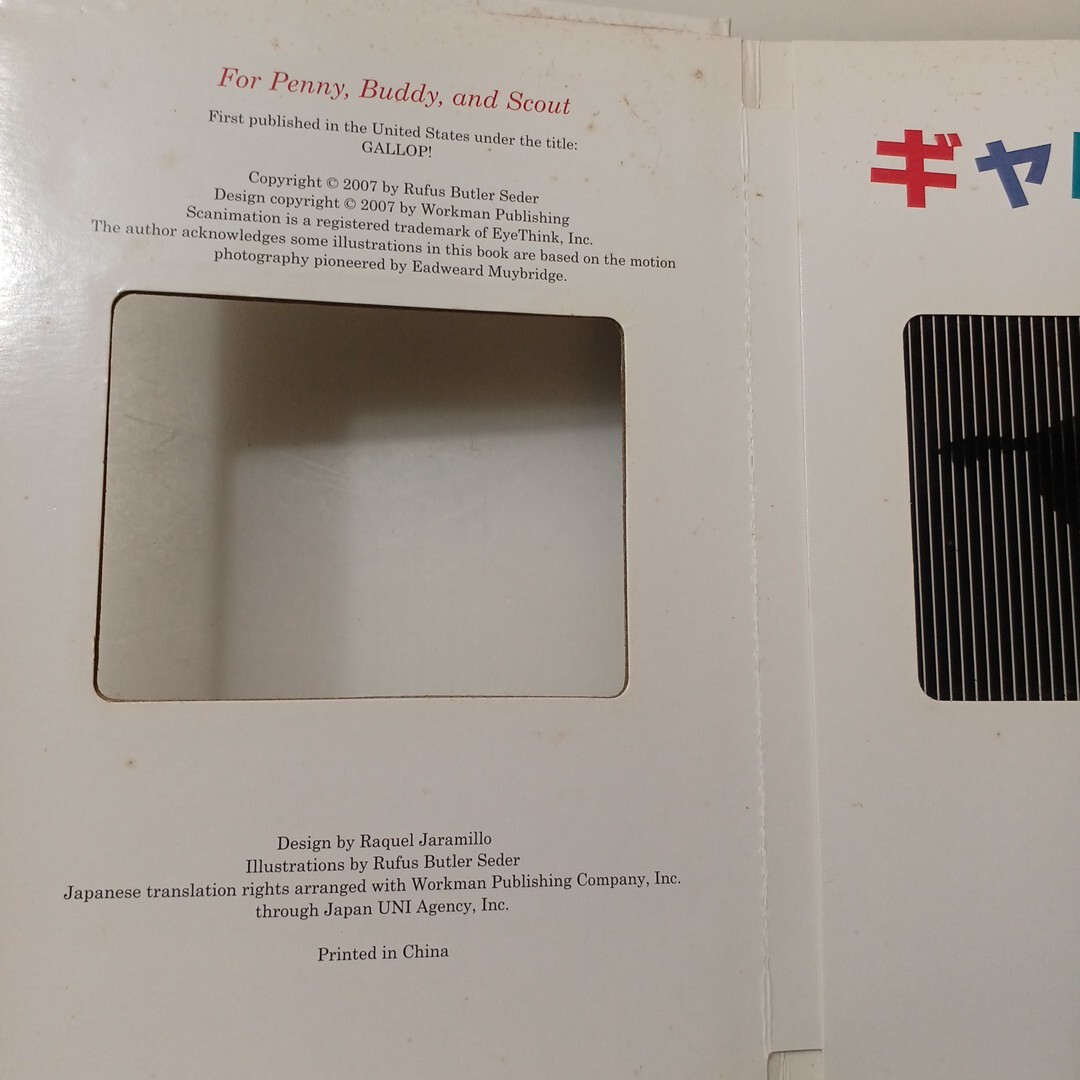 For Penny, Buddy, and Scout
First published in the United States under the title:
GALLOP!
Copyright © 2007 by Rufus Butler Seder
Design copyright © 2007 by Workman Publishing
Scanimation is a registered trademark of EyeThink, Inc.
The author acknowledges some illustrations in this book are based on the motion
photography pioneered by Eadweard Muybridge.
Design by Raquel Jaramillo
Illustrations by Rufus Butler Seder
Japanese translation rights arranged with Workman Publishing Company, Inc.
through Japan UNI Agency, Inc.
Printed in China
ギャ